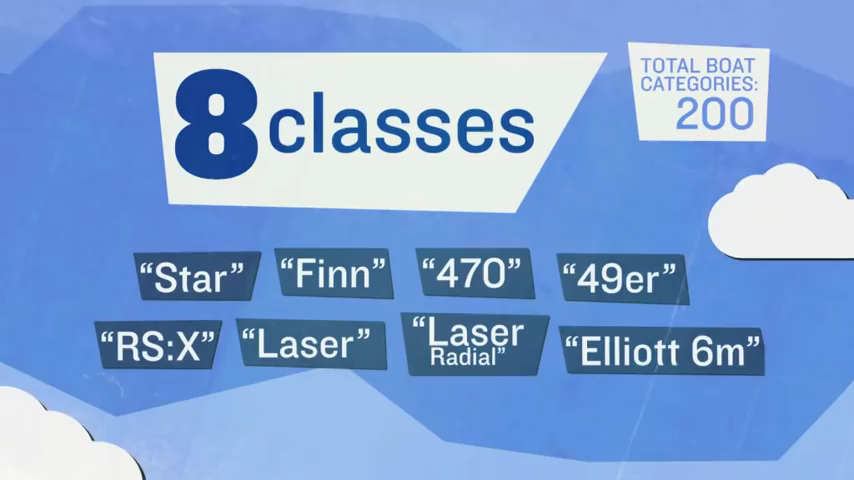 8 classes
TOTAL BOAT
CATEGORIES:
200
“Star” “Finn” “470” “49er”
“RS:X” “Laser” “Laser
Radial” “Elliott 6m”